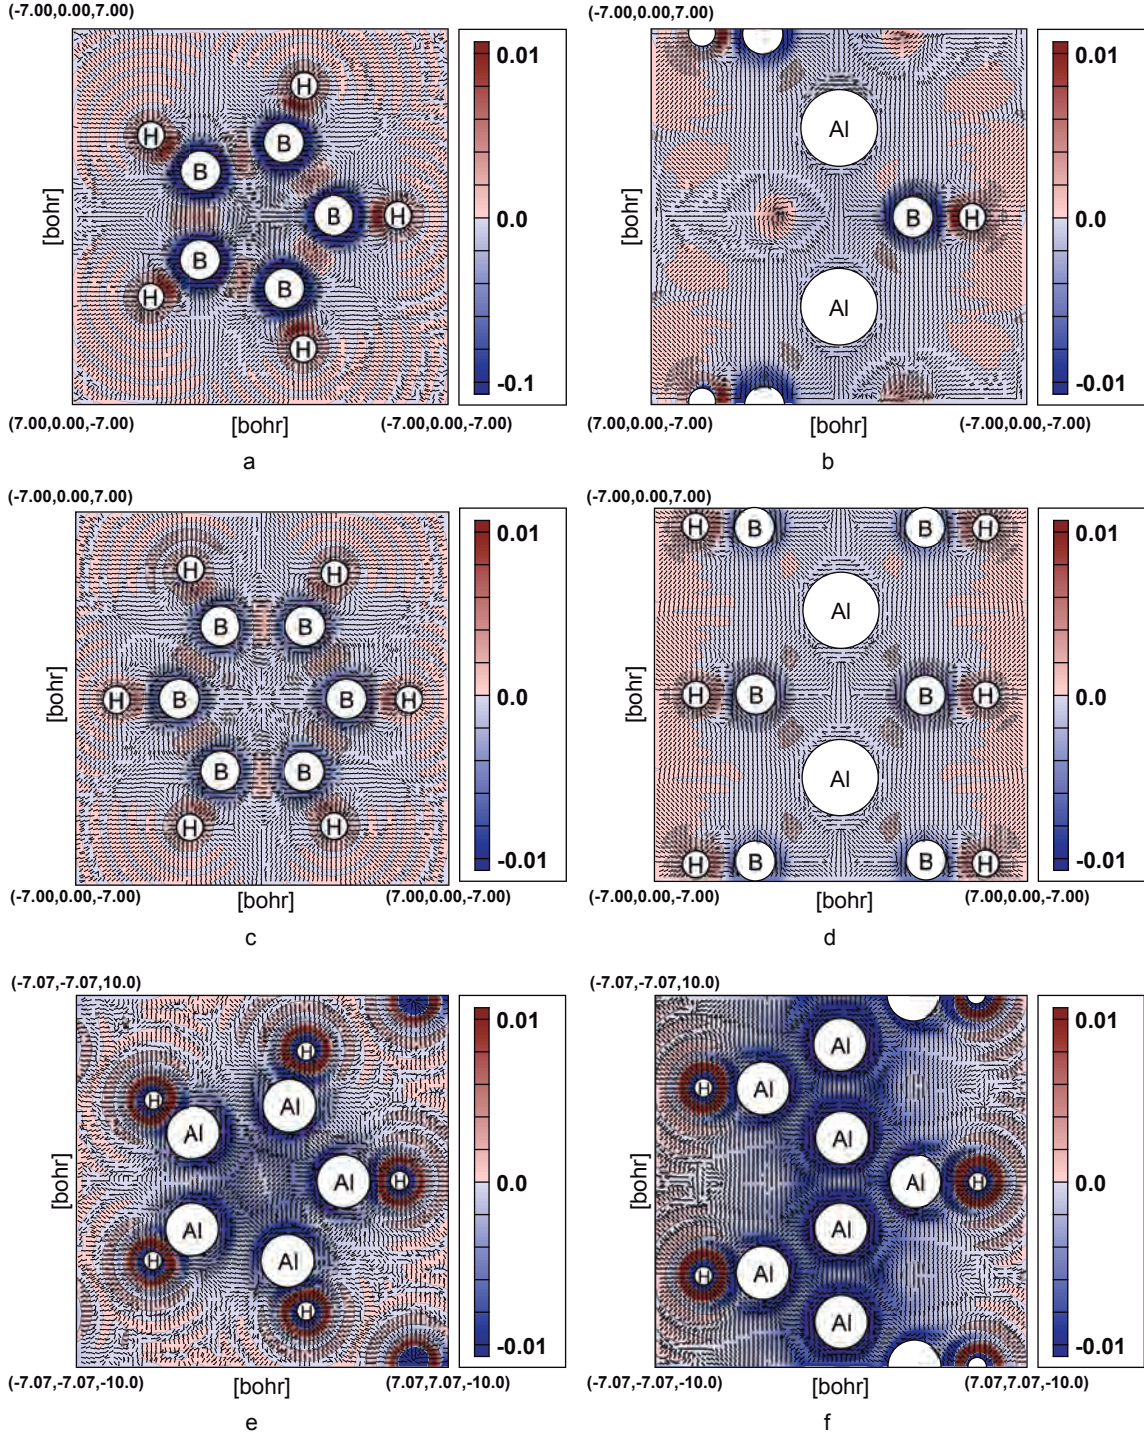 (-7.00,0.00,7.00)
0.01
0.0
-0.1
H
H
B
B
B
H
B
B
H
H
[bohr]
(7.00,0.00,-7.00)
[bohr]
(-7.00,0.00,-7.00)
a
(-7.00,0.00,7.00)
0.01
0.0
-0.01
Al
B
H
Al
[bohr]
(7.00,0.00,-7.00)
[bohr]
(-7.00,0.00,-7.00)
b
(-7.00,0.00,7.00)
0.01
0.0
-0.01
H
H
B
B
H
B
B
H
B
B
H
H
[bohr]
(-7.00,0.00,-7.00)
[bohr]
(7.00,0.00,-7.00)
c
(-7.00,0.00,7.00)
0.01
0.0
-0.01
H
B
B
H
Al
H
B
B
H
Al
H
B
B
H
[bohr]
(-7.00,0.00,-7.00)
[bohr]
(7.00,0.00,-7.00)
d
(-7.07,-7.07,10.0)
0.01
0.0
-0.01
H
H
Al
Al
Al
H
Al
Al
H
H
[bohr]
(-7.07,-7.07,-10.0)
[bohr]
(7.07,7.07,-10.0)
e
(-7.07,-7.07,10.0)
0.01
0.0
-0.01
Al
H
Al
Al
Al
H
Al
H
Al
Al
[bohr]
(-7.07,-7.07,-10.0)
[bohr]
(7.07,7.07,-10.0)
f